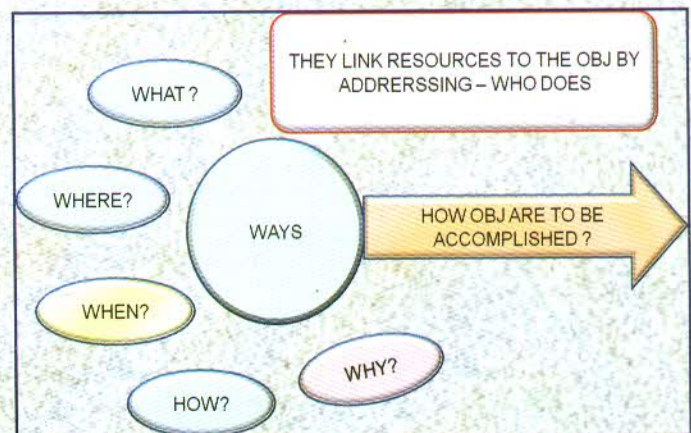 THEY LINK RESOURCES TO THE OBJ BY
ADDRERSSING – WHO DOES
WHAT ?
WHERE?
WAYS
HOW OBJ ARE TO BE
ACCOMPLISHED ?
WHEN?
WHY?
HOW?